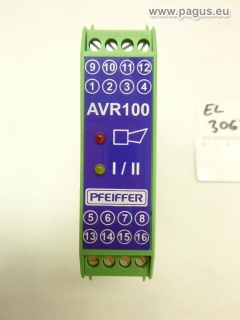 www.pagus.eu
9 10 11 12
1 2 3 4
AVR100
I / II
PFEIFFER
5 6 7 8
13 14 15 16
EL
306